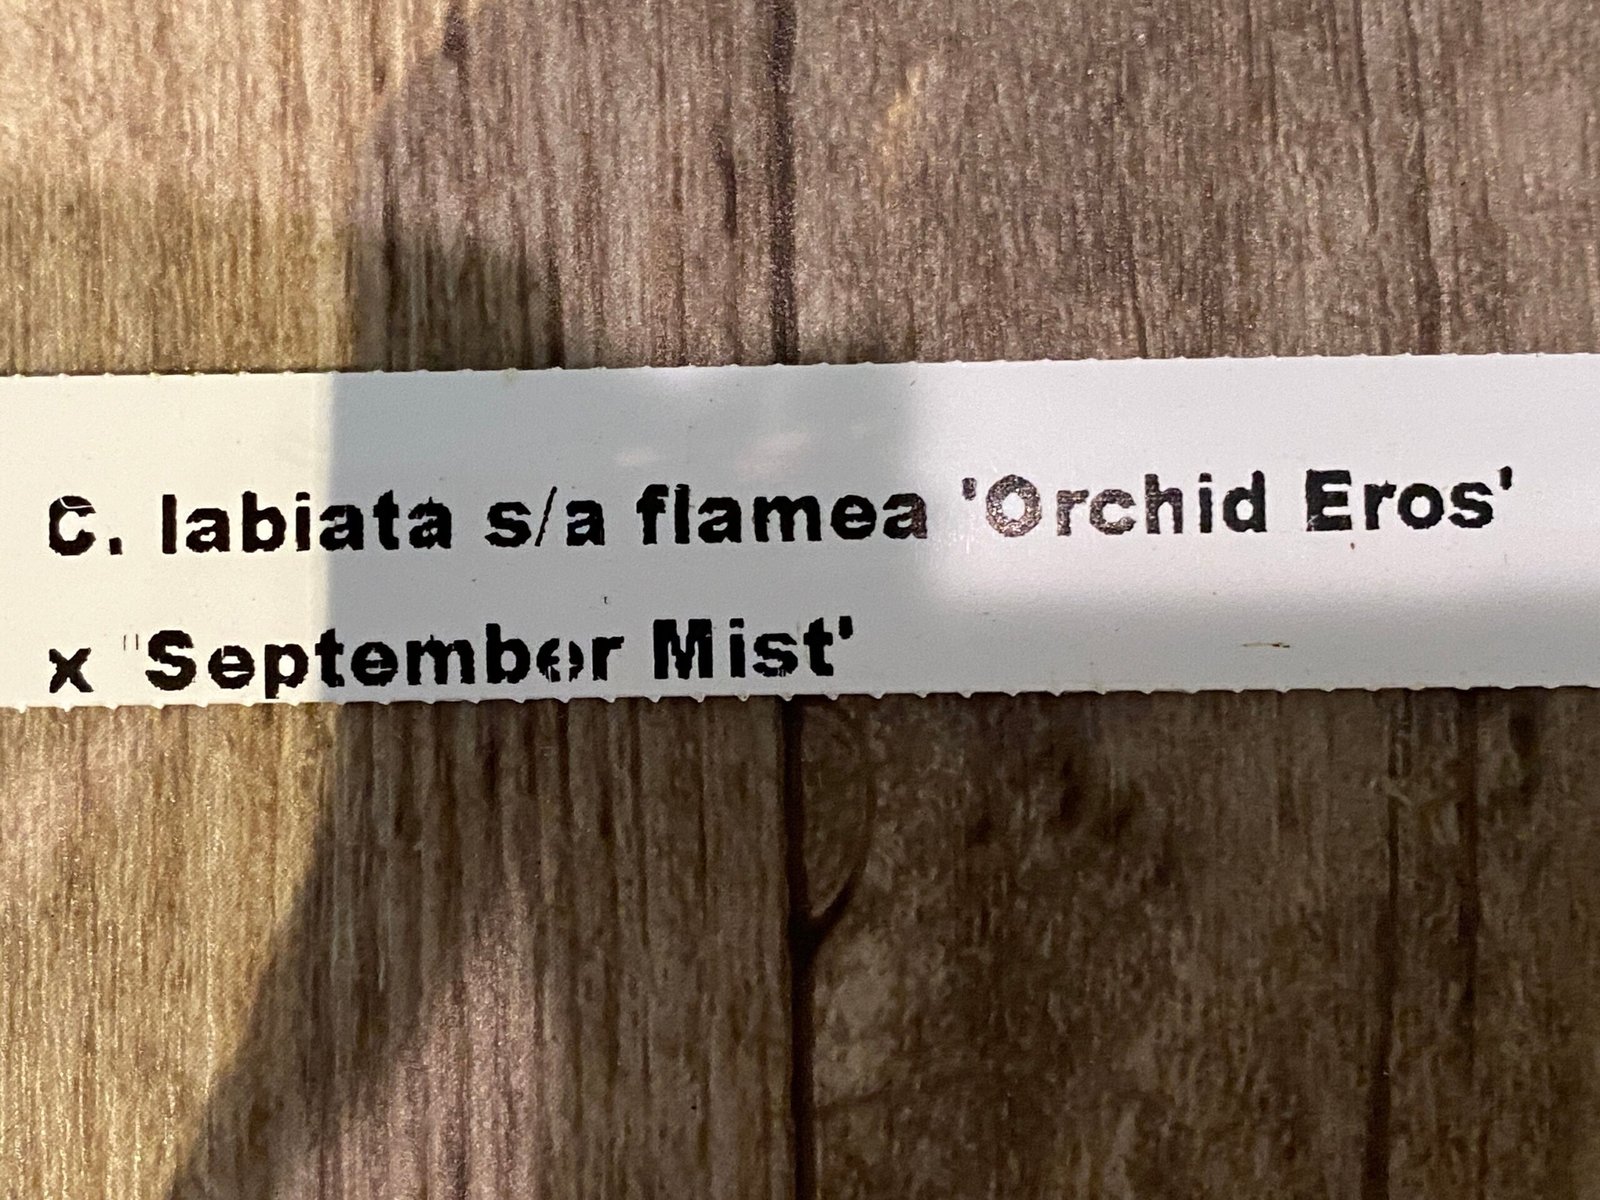 C. labiata s/a flamea 'Orchid Eros'
x 'September Mist'